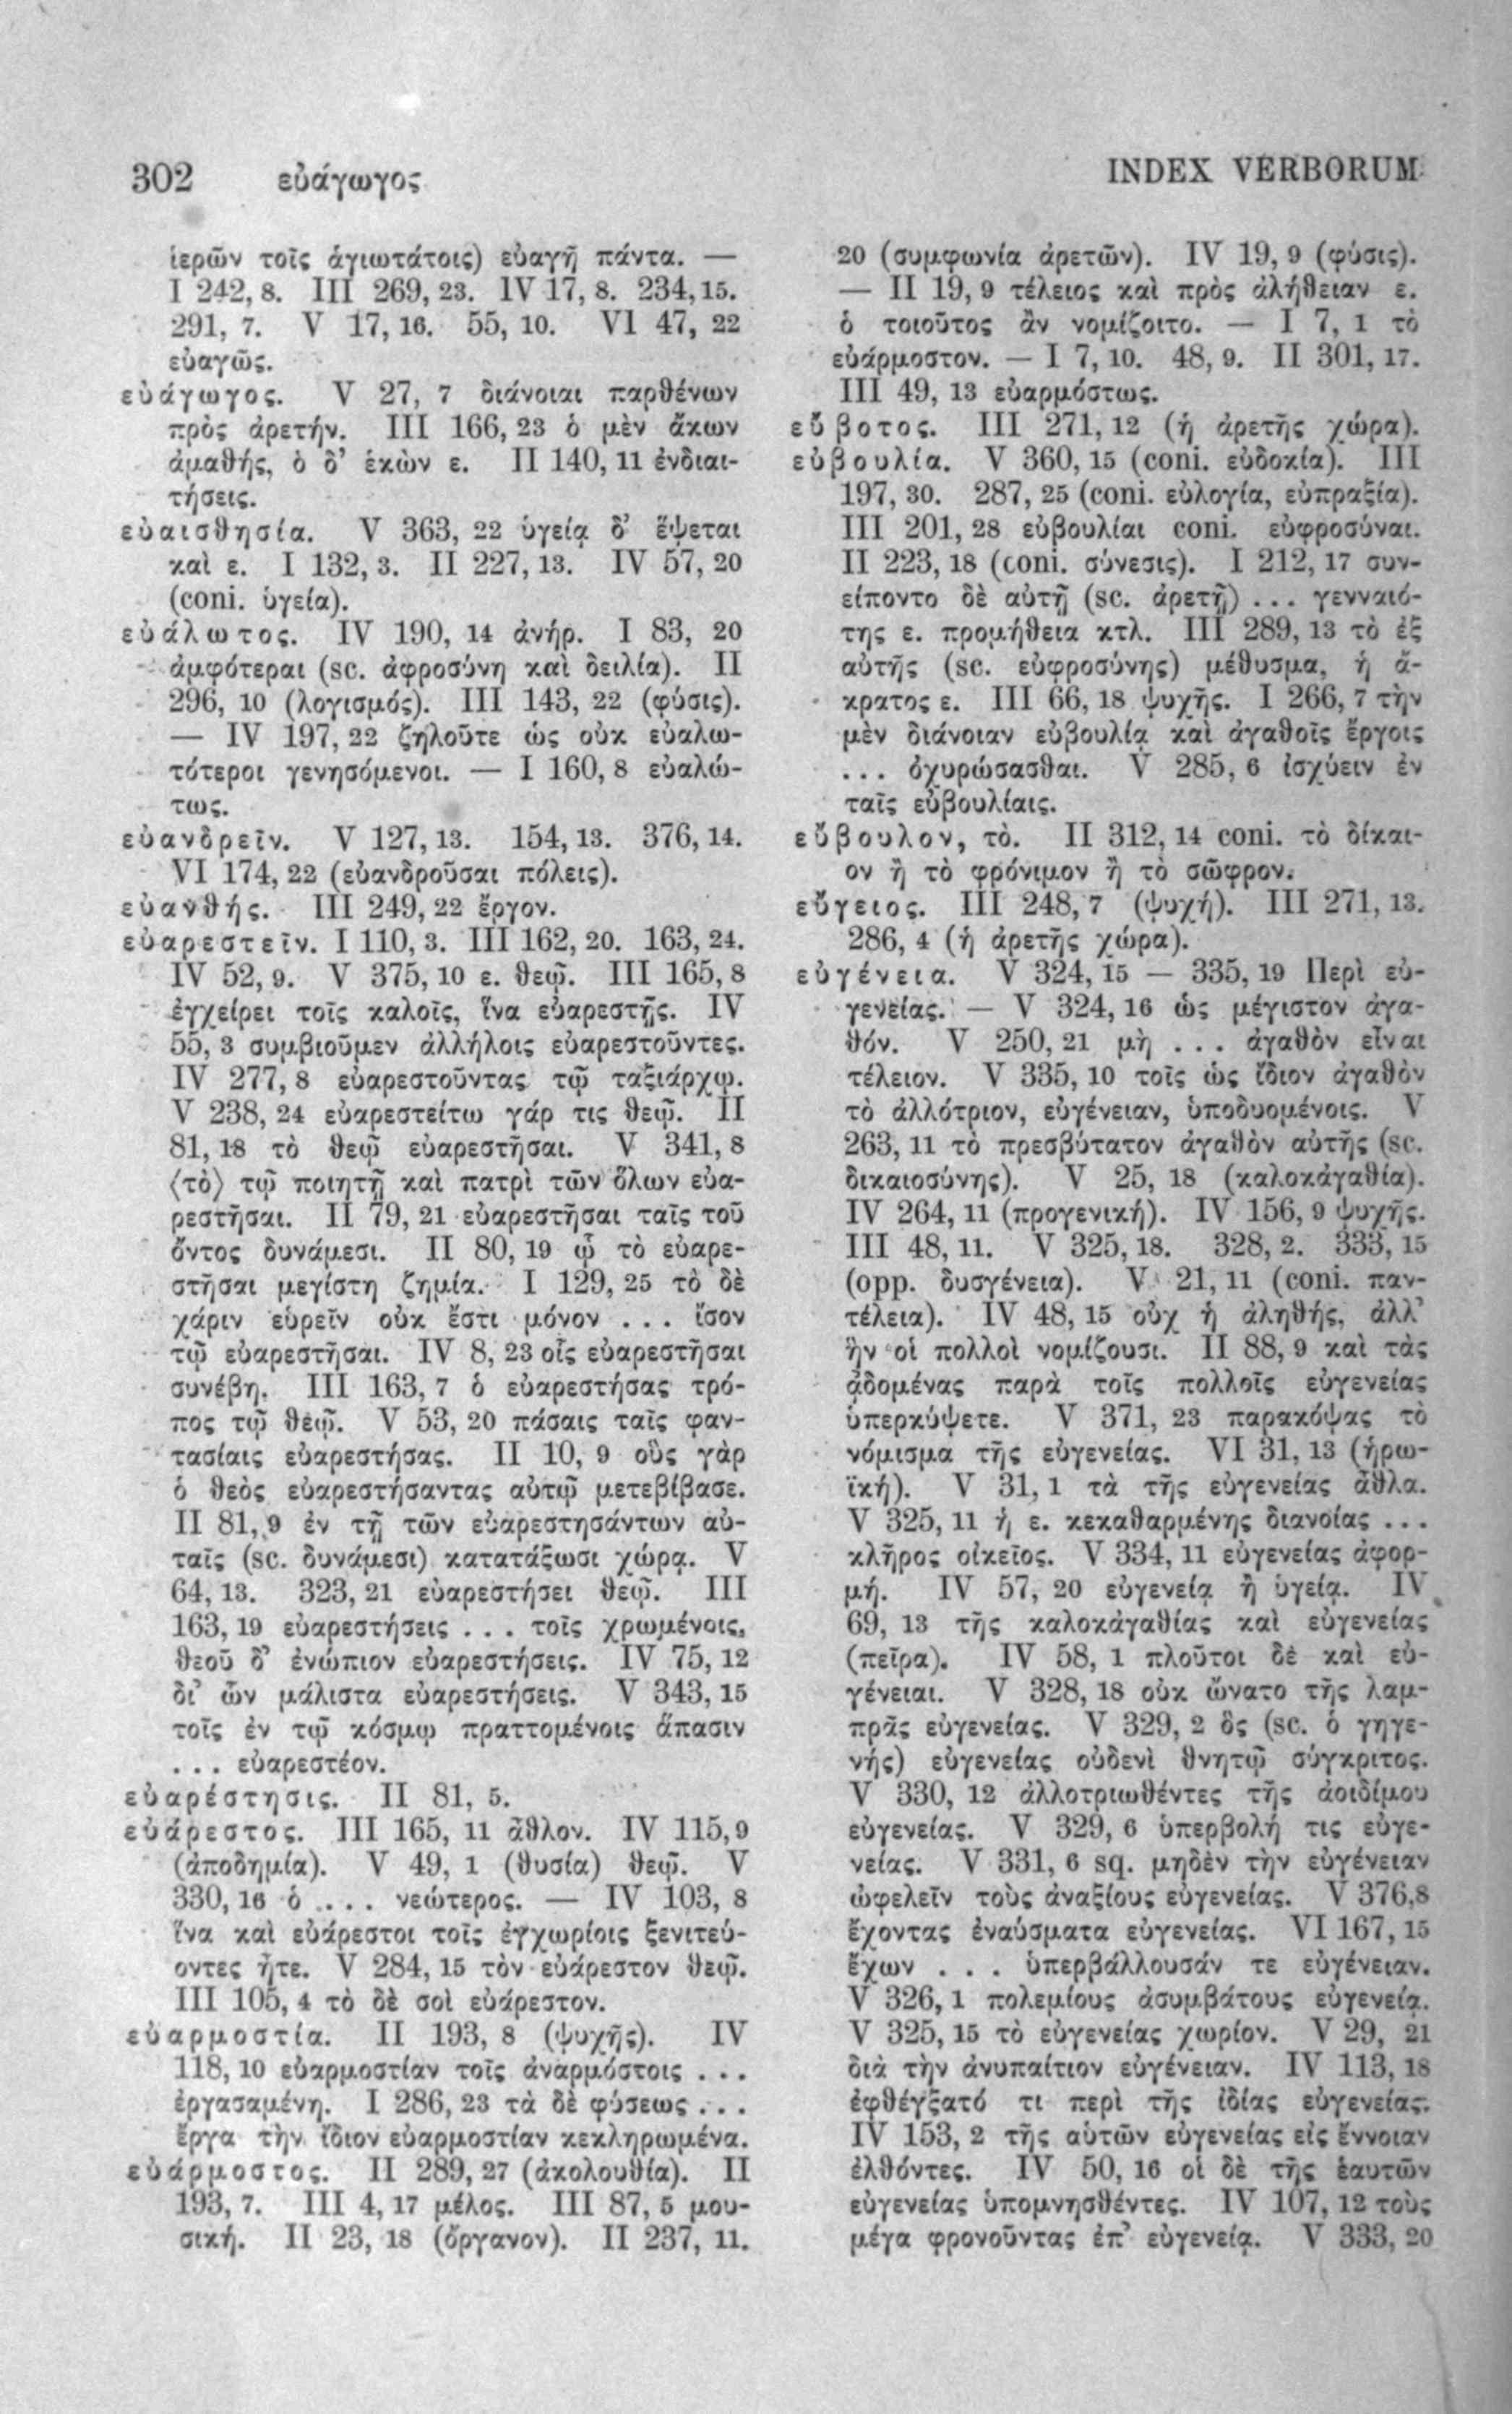 302 εὐάγωγος
INDEX VERBORUM
ἱερῶν τοῖς ἁγιωτάτοις) εὐαγῆ πάντα. —
I 242, 8. III 269, 23. IV 17, 8. 234, 15.
291, 7. V 17, 16. 55, 10. VI 47, 22
εὐαγῶς.
εὐάγωγος. V 27, 7 διάνοιαι παρθένων
πρὸς ἀρετήν. III 166, 23 ὁ μὲν ἄκων
ἀμαθής, ὁ δ’ ἑκὼν ε. II 140, 11 ἐνδιαι-
τήσεις.
εὐαισθησία. V 363, 22 ὑγείᾳ δ’ ἕψεται
καὶ ε. I 132, 3. II 227, 13. IV 57, 20
(coni. ὑγεία).
εὐάλωτος. IV 190, 14 ἀνήρ. I 83, 20
ἀμφότεραι (sc. ἀφροσύνη καὶ δειλία). II
296, 10 (λογισμός). III 143, 22 (φύσις).
— IV 197, 22 ζηλοῦτε ὡς οὐκ εὐαλω-
τότεροι γενησόμενοι. — I 160, 8 εὐαλώ-
τως.
εὐανδρεῖν. V 127, 13. 154, 13. 376, 14.
VI 174, 22 (εὐανδροῦσαι πόλεις).
εὐανθής. III 249, 22 ἔργον.
εὐαρεστεῖν. I 110, 3. III 162, 20. 163, 24.
IV 52, 9. V 375, 10 ε. θεῷ. III 165, 8
ἐγχείρει τοῖς καλοῖς, ἵνα εὐαρεστῇς. IV
55, 3 συμβιοῦμεν ἀλλήλοις εὐαρεστοῦντες.
IV 277, 8 εὐαρεστοῦντας τῷ ταξιάρχῳ.
V 238, 24 εὐαρεστείτω γάρ τις θεῷ. II
81, 18 τὸ θεῷ εὐαρεστῆσαι. V 341, 8
⟨τὸ⟩ τῷ ποιητῇ καὶ πατρὶ τῶν ὅλων εὐα-
ρεστῆσαι. II 79, 21 εὐαρεστῆσαι ταῖς τοῦ
ὄντος δυνάμεσι. II 80, 19 ᾧ τὸ εὐαρε-
στῆσαι μεγίστη ζημία. I 129, 25 τὸ δὲ
χάριν εὑρεῖν οὐκ ἔστι μόνον ... ἴσον
τῷ εὐαρεστῆσαι. IV 8, 23 οἷς εὐαρεστῆσαι
συνέβη. III 163, 7 ὁ εὐαρεστήσας τρό-
πος τῷ θεῷ. V 53, 20 πάσαις ταῖς φαν-
τασίαις εὐαρεστήσας. II 10, 9 οὓς γὰρ
ὁ θεὸς εὐαρεστήσαντας αὐτῷ μετεβίβασε.
II 81, 9 ἐν τῇ τῶν εὐαρεστησάντων αὐ-
ταῖς (sc. δυνάμεσι) κατατάξωσι χώρᾳ. V
64, 13. 323, 21 εὐαρεστήσει θεῷ. III
163, 19 εὐαρεστήσεις ... τοῖς χρωμένοις,
θεοῦ δ’ ἐνώπιον εὐαρεστήσεις. IV 75, 12
δι’ ὧν μάλιστα εὐαρεστήσεις. V 343, 15
τοῖς ἐν τῷ κόσμῳ πραττομένοις ἅπασιν
... εὐαρεστέον.
εὐαρέστησις. II 81, 5.
εὐάρεστος. III 165, 11 ἆθλον. IV 115, 9
(ἀποδημία). V 49, 1 (θυσία) θεῷ. V
330, 16 ὁ ... νεώτερος. — IV 103, 8
ἵνα καὶ εὐάρεστοι τοῖς ἐγχωρίοις ξενιτεύ-
οντες ἦτε. V 284, 15 τὸν εὐάρεστον θεῷ.
III 105, 4 τὸ δὲ σοὶ εὐάρεστον.
εὐαρμοστία. II 193, 8 (ψυχῆς). IV
118, 10 εὐαρμοστίαν τοῖς ἀναρμόστοις ...
ἐργασαμένη. I 286, 23 τὰ δὲ φύσεως ...
ἔργα τὴν ἴδιον εὐαρμοστίαν κεκληρωμένα.
εὐάρμοστος. II 289, 27 (ἀκολουθία). II
193, 7. III 4, 17 μέλος. III 87, 5 μου-
σική. II 23, 18 (ὄργανον). II 237, 11.
20 (συμφωνία ἀρετῶν). IV 19, 9 (φύσις).
— II 19, 9 τέλειος καὶ πρὸς ἀλήθειαν ε.
ὁ τοιοῦτος ἂν νομίζοιτο. — I 7, 1 τὸ
εὐάρμοστον. — I 7, 10. 48, 9. II 301, 17.
III 49, 13 εὐαρμόστως.
εὔβοτος. III 271, 12 (ἡ ἀρετῆς χώρα).
εὐβουλία. V 360, 15 (coni. εὐδοκία). III
197, 30. 287, 25 (coni. εὐλογία, εὐπραξία).
III 201, 28 εὐβουλίαι coni. εὐφροσύναι.
II 223, 18 (coni. σύνεσις). I 212, 17 συν-
είποντο δὲ αὐτῇ (sc. ἀρετῇ) ... γενναιό-
της ε. προμήθεια κτλ. III 289, 13 τὸ ἐξ
αὐτῆς (sc. εὐφροσύνης) μέθυσμα, ἡ ἄ-
κρατος ε. III 66, 18 ψυχῆς. I 266, 7 τὴν
μὲν διάνοιαν εὐβουλίᾳ καὶ ἀγαθοῖς ἔργοις
... ὀχυρώσασθαι. V 285, 6 ἰσχύειν ἐν
ταῖς εὐβουλίαις.
εὔβουλον, τὸ. II 312, 14 coni. τὸ δίκαι-
ον ἢ τὸ φρόνιμον ἢ τὸ σῶφρον.
εὔγειος. III 248, 7 (ψυχή). III 271, 13.
286, 4 (ἡ ἀρετῆς χώρα).
εὐγένεια. V 324, 15 — 335, 19 Περὶ εὐ-
γενείας. — V 324, 16 ὡς μέγιστον ἀγα-
θόν. V 250, 21 μὴ ... ἀγαθὸν εἶναι
τέλειον. V 335, 10 τοῖς ὡς ἴδιον ἀγαθὸν
τὸ ἀλλότριον, εὐγένειαν, ὑποδυομένοις. V
263, 11 τὸ πρεσβύτατον ἀγαθὸν αὐτῆς (sc.
δικαιοσύνης). V 25, 18 (καλοκἀγαθία).
IV 264, 11 (προγενική). IV 156, 9 ψυχῆς.
III 48, 11. V 325, 18. 328, 2. 333, 15
(opp. δυσγένεια). V 21, 11 (coni. παν-
τέλεια). IV 48, 15 οὐχ ἡ ἀληθής, ἀλλ’
ἣν οἱ πολλοὶ νομίζουσι. II 88, 9 καὶ τὰς
ᾀδομένας παρὰ τοῖς πολλοῖς εὐγενείας
ὑπερκύψετε. V 371, 23 παρακόψας τὸ
νόμισμα τῆς εὐγενείας. VI 31, 13 (ἡρω-
ϊκή). V 31, 1 τὰ τῆς εὐγενείας ἆθλα.
V 325, 11 ἡ ε. κεκαθαρμένης διανοίας ...
κλῆρος οἰκεῖος. V 334, 11 εὐγενείας ἀφορ-
μή. IV 57, 20 εὐγενείᾳ ἢ ὑγείᾳ. IV
69, 13 τῆς καλοκἀγαθίας καὶ εὐγενείας
(πεῖρα). IV 58, 1 πλοῦτοι δὲ καὶ εὐ-
γένειαι. V 328, 18 οὐκ ὤνατο τῆς λαμ-
πρᾶς εὐγενείας. V 329, 2 ὃς (sc. ὁ γηγε-
νής) εὐγενείας οὐδενὶ θνητῷ σύγκριτος.
V 330, 12 ἀλλοτριωθέντες τῆς ἀοιδίμου
εὐγενείας. V 329, 6 ὑπερβολή τις εὐγε-
νείας. V 331, 6 sq. μηδὲν τὴν εὐγένειαν
ὠφελεῖν τοὺς ἀναξίους εὐγενείας. V 376, 8
ἔχοντας ἐναύσματα εὐγενείας. VI 167, 15
ἔχων ... ὑπερβάλλουσάν τε εὐγένειαν.
V 326, 1 πολεμίους ἀσυμβάτους εὐγενείᾳ.
V 325, 15 τὸ εὐγενείας χωρίον. V 29, 21
διὰ τὴν ἀνυπαίτιον εὐγένειαν. IV 113, 18
ἐφθέγξατό τι περὶ τῆς ἰδίας εὐγενείας.
IV 153, 2 τῆς αὑτῶν εὐγενείας εἰς ἔννοιαν
ἐλθόντες. IV 50, 16 οἱ δὲ τῆς ἑαυτῶν
εὐγενείας ὑπομνησθέντες. IV 107, 12 τοὺς
μέγα φρονοῦντας ἐπ’ εὐγενείᾳ. V 333, 20